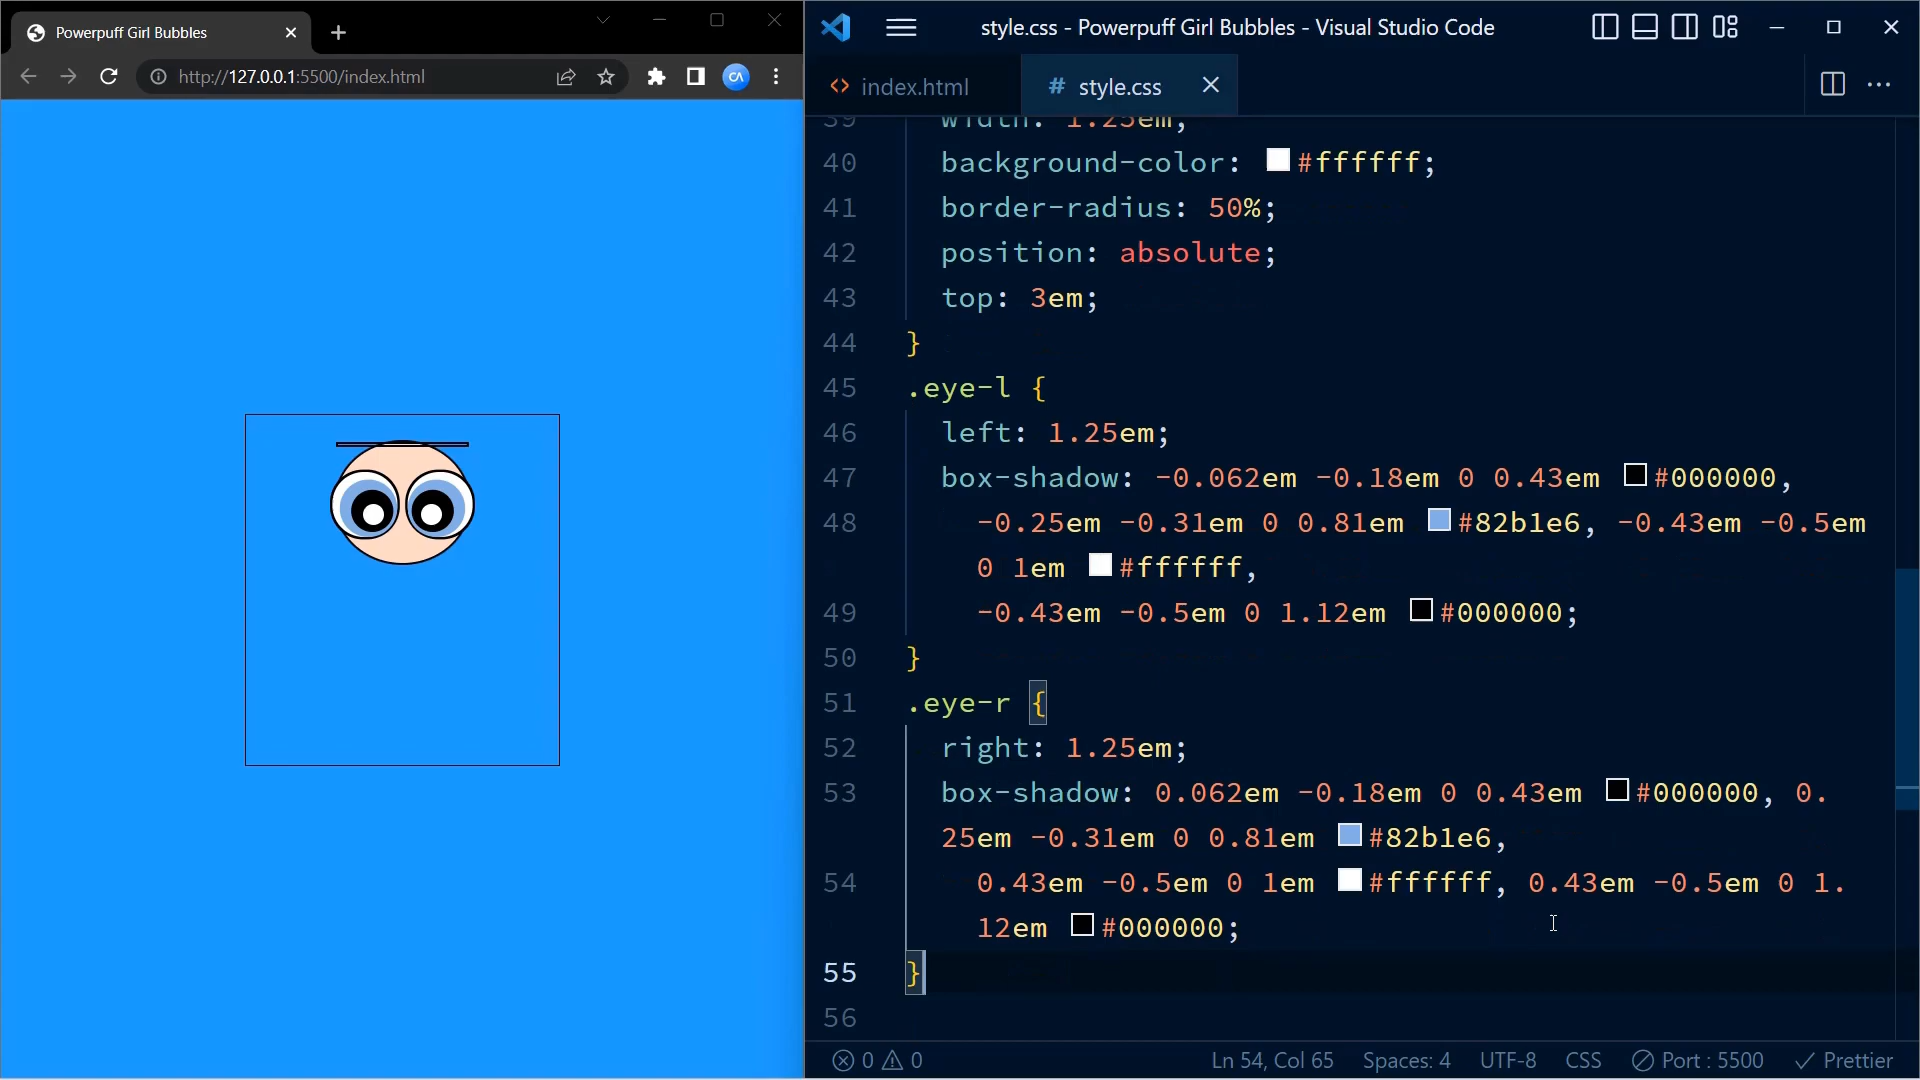 Powerpuff Girl Bubbles
http://127.0.0.1:5500/index.html
CA
style.css - Powerpuff Girl Bubbles - Visual Studio Code
<> index.html
# style.css
39 width: 1.25em;
40 background-color: #ffffff;
41 border-radius: 50%;
42 position: absolute;
43 top: 3em;
44 }
45 .eye-l {
46 left: 1.25em;
47 box-shadow: -0.062em -0.18em 0 0.43em #000000,
48 -0.25em -0.31em 0 0.81em #82b1e6, -0.43em -0.5em
0 1em #ffffff,
49 -0.43em -0.5em 0 1.12em #000000;
50 }
51 .eye-r {
52 right: 1.25em;
53 box-shadow: 0.062em -0.18em 0 0.43em #000000, 0.
25em -0.31em 0 0.81em #82b1e6,
54 0.43em -0.5em 0 1em #ffffff, 0.43em -0.5em 0 1.
12em #000000;
55 }
56
0 0 Ln 54, Col 65 Spaces: 4 UTF-8 CSS Port : 5500 Prettier